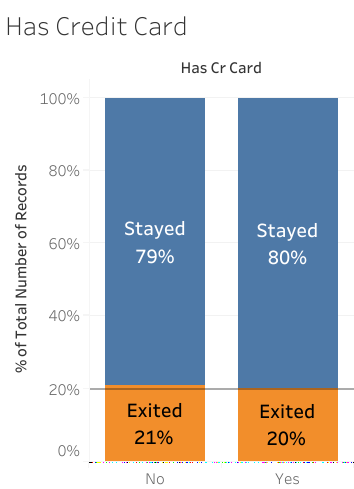 Has Credit Card
Has Cr Card
% of Total Number of Records
100%
80%
60%
40%
20%
0%
Stayed
79%
Stayed
80%
Exited
21%
Exited
20%
No
Yes